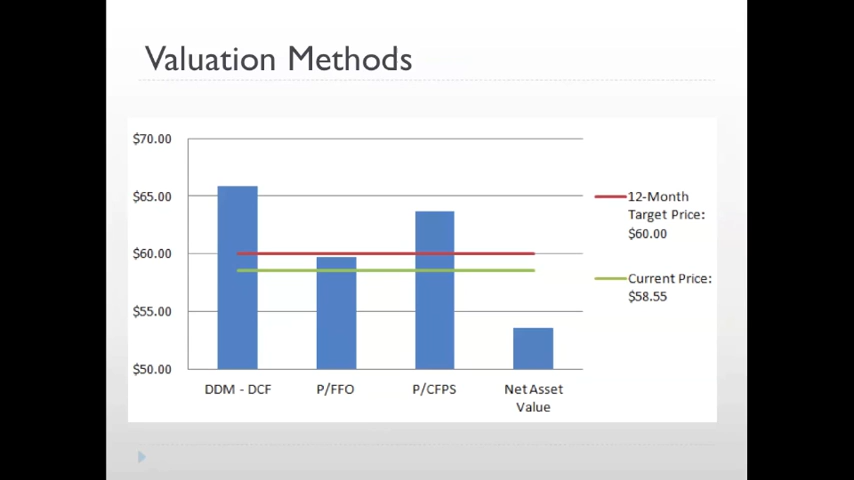 Valuation Methods
$70.00
$65.00
$60.00
$55.00
$50.00
DDM - DCF
P/FFO
P/CFPS
Net Asset
Value
12-Month
Target Price:
$60.00
Current Price:
$58.55